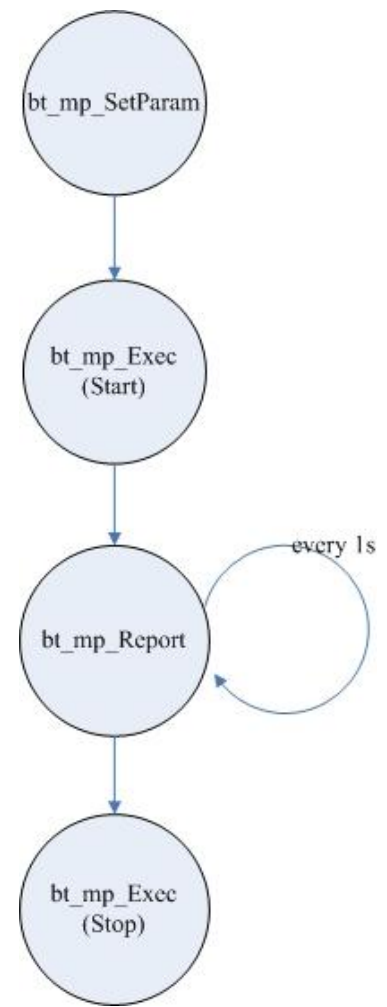 bt_mp_SetParam
bt_mp_Exec
(Start)
every 1s
bt_mp_Report
bt_mp_Exec
(Stop)